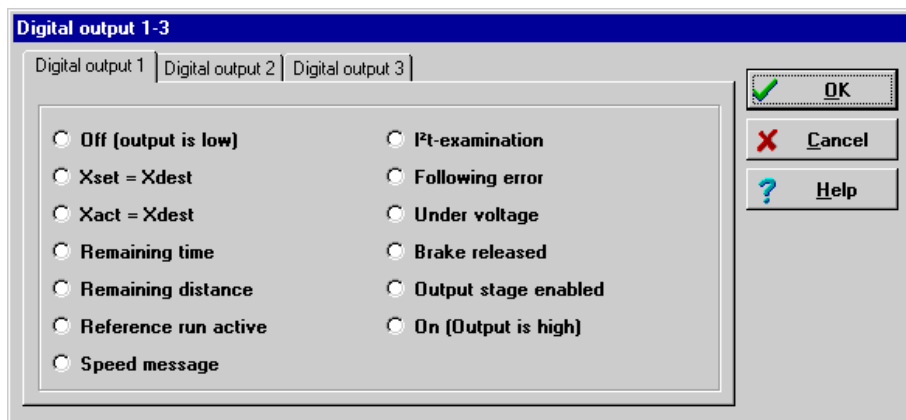 Digital output 1-3
Digital output 1
Digital output 2
Digital output 3
Off (output is low)
Xset = Xdest
Xact = Xdest
Remaining time
Remaining distance
Reference run active
Speed message
I²t-examination
Following error
Under voltage
Brake released
Output stage enabled
On (Output is high)
OK
Cancel
Help